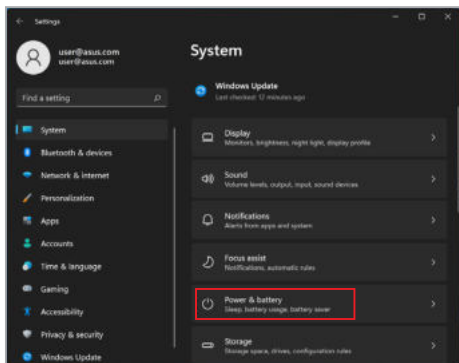 Settings
user@asus.com
user@asus.com
Find a setting
System
Bluetooth & devices
Network & internet
Personalization
Apps
Accounts
Time & language
Gaming
Accessibility
Privacy & security
Windows Update
System
Windows Update
Last checked: 12 minutes ago
Display
Monitors, brightness, night light, display profile
Sound
Volume levels, output, input, sound devices
Notifications
Alerts from apps and system
Focus assist
Notifications, automatic rules
Power & battery
Sleep, battery usage, battery saver
Storage
Storage space, drives, configuration rules